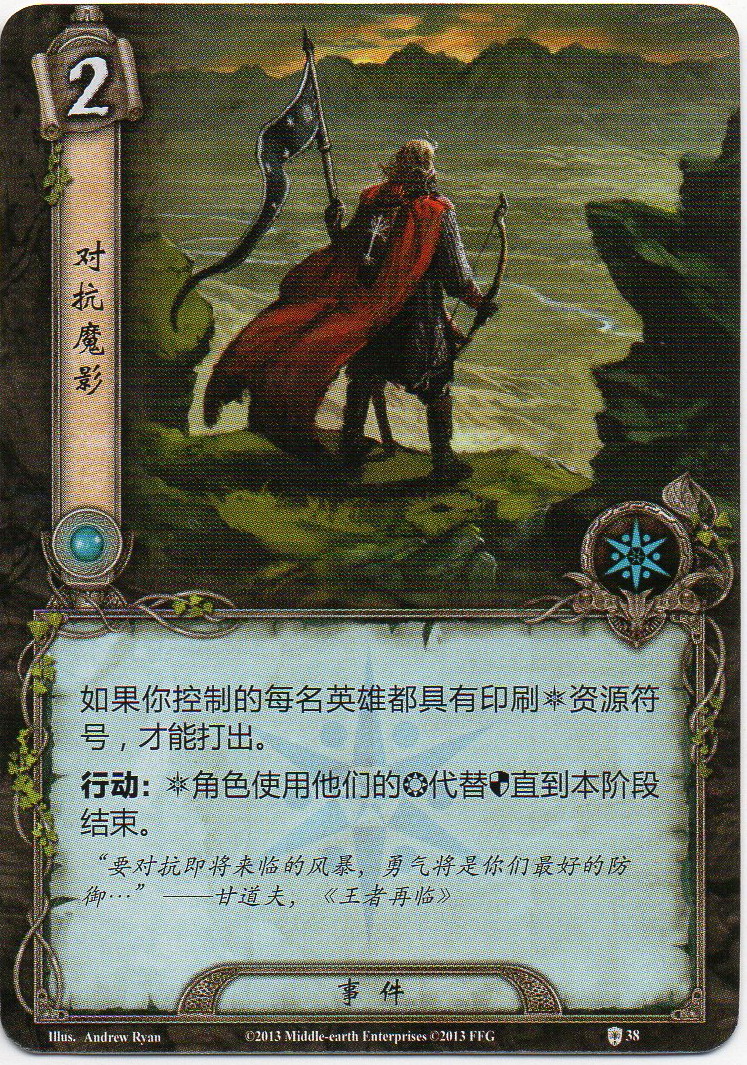 2
对抗魔影
如果你控制的每名英雄都具有印刷资源符
号，才能打出。
行动：角色使用他们的代替直到本阶段
结束。
“要对抗即将来临的风暴，勇气将是你们最好的防
御…” ——甘道夫，《王者再临》
事件
Illus. Andrew Ryan
©2013 Middle-earth Enterprises ©2013 FFG
38